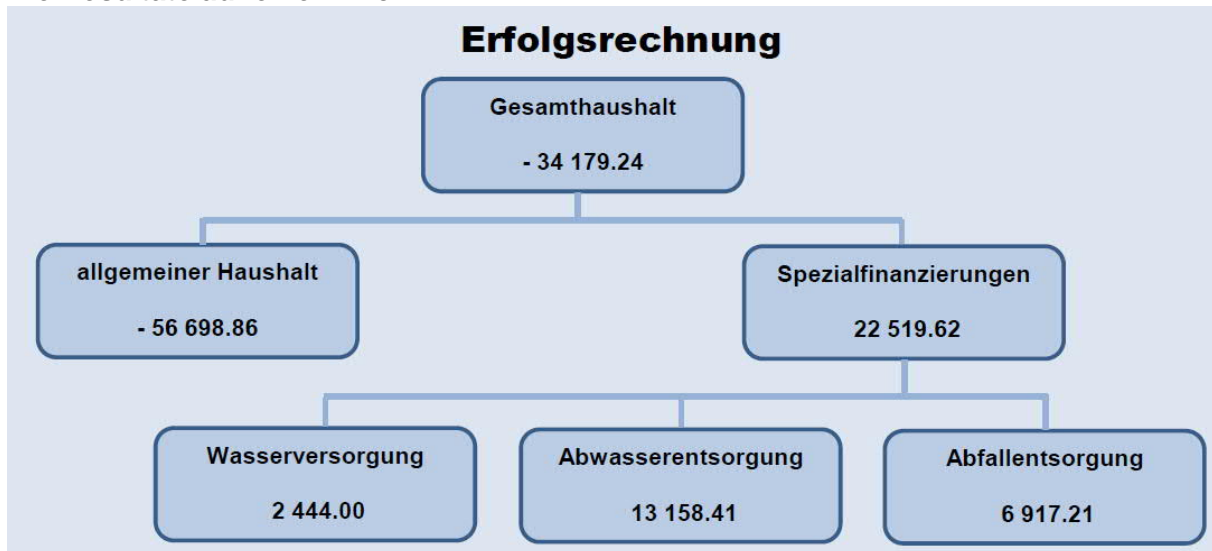 Erfolgsrechnung
Gesamthaushalt
- 34 179.24
allgemeiner Haushalt
- 56 698.86
Spezialfinanzierungen
22 519.62
Wasserversorgung
2 444.00
Abwasserentsorgung
13 158.41
Abfallentsorgung
6 917.21